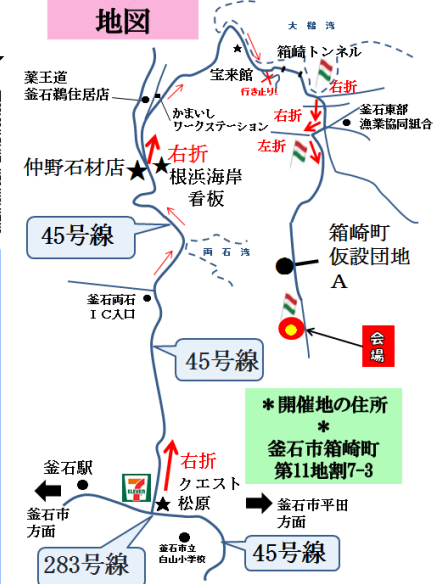 地図
大槌湾
箱崎トンネル
宝来館
行き止り!
右折
薬王道
釜石鵜住居店
かまいし
ワークステーション
右折
釜石東部
漁業協同組合
左折
右折
仲野石材店
根浜海岸
看板
45号線
両石湾
箱崎町
仮設団地
A
釜石両石
IC入口
会場
45号線
*開催地の住所
*
釜石市箱崎町
第11地割7-3
右折
釜石駅
クエスト
松原
7
ELEVEN
釜石市
方面
釜石市平田
方面
釜石市立
白山小学校
283号線
45号線